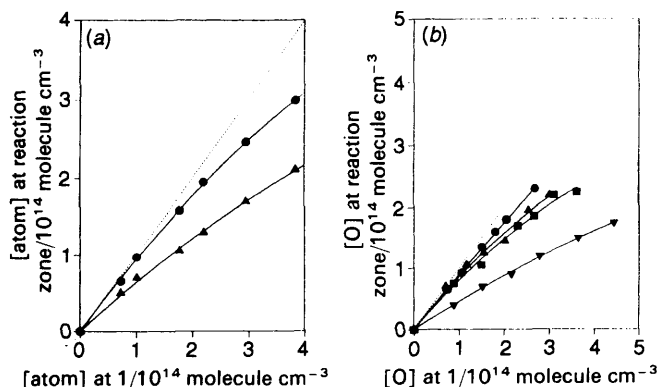 (a)
4
3
2
1
0
[atom] at reaction
zone/10¹⁴ molecule cm⁻³
0 1 2 3 4
[atom] at 1/10¹⁴ molecule cm⁻³
(b)
5
4
3
2
1
0
[O] at reaction
zone/10¹⁴ molecule cm⁻³
0 1 2 3 4 5
[O] at 1/10¹⁴ molecule cm⁻³